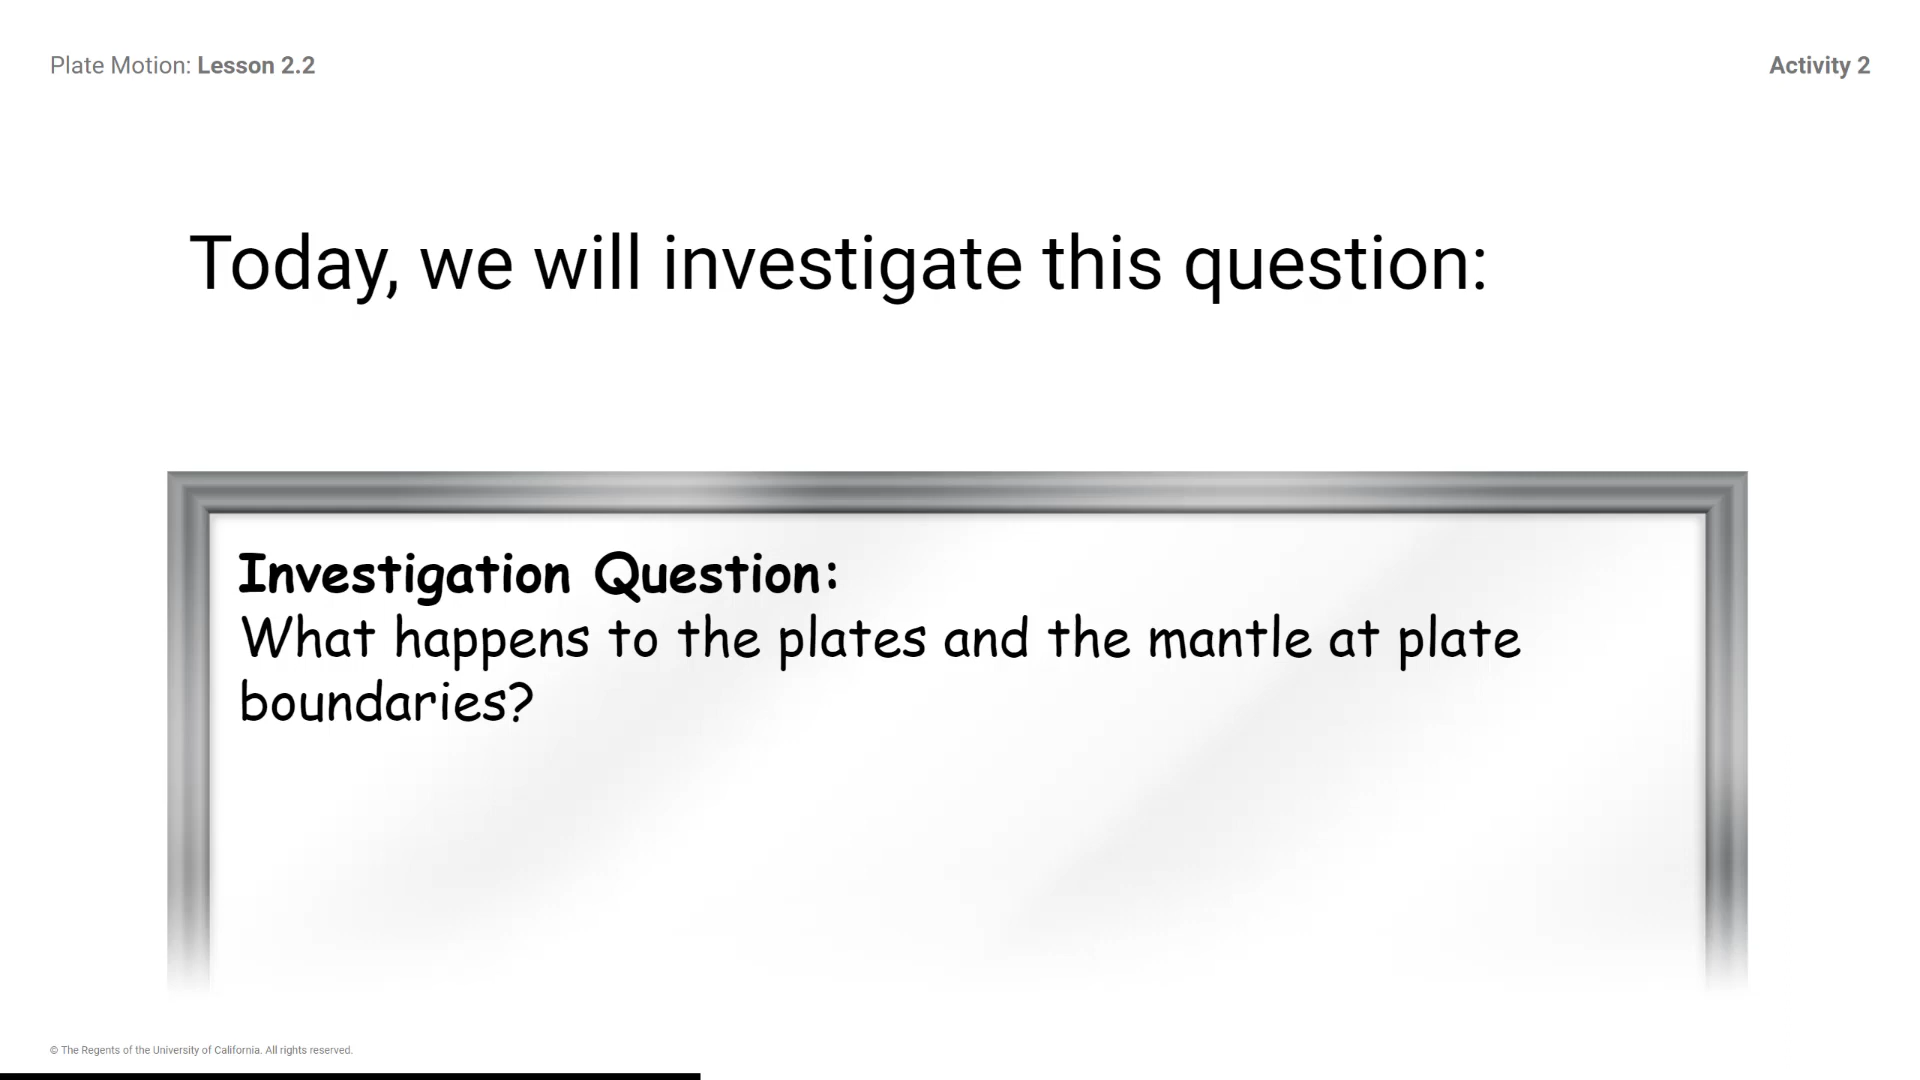 Plate Motion: Lesson 2.2
Activity 2
Today, we will investigate this question:
Investigation Question:
What happens to the plates and the mantle at plate
boundaries?
© The Regents of the University of California. All rights reserved.